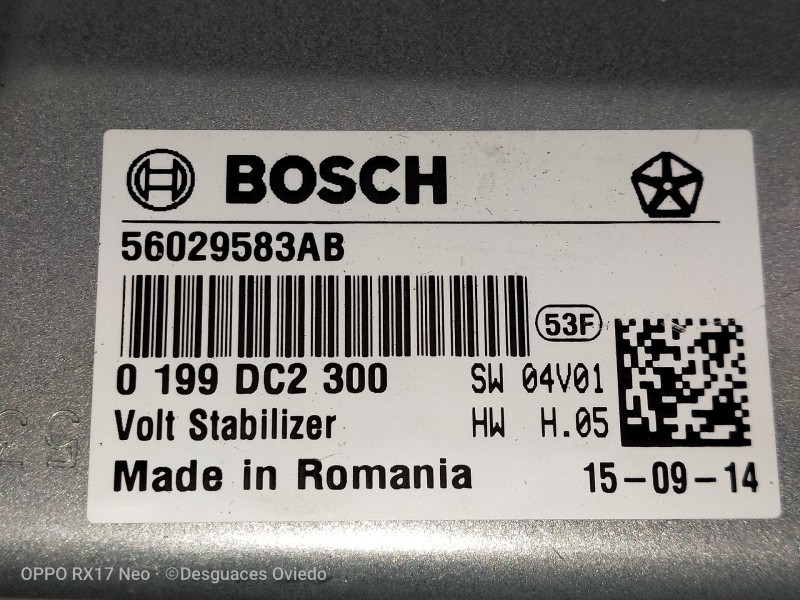 BOSCH
56029583AB
53F
0 199 DC2 300 SW 04V01
Volt Stabilizer HW H.05
Made in Romania 15-09-14
OPPO RX17 Neo · ©Desguaces Oviedo